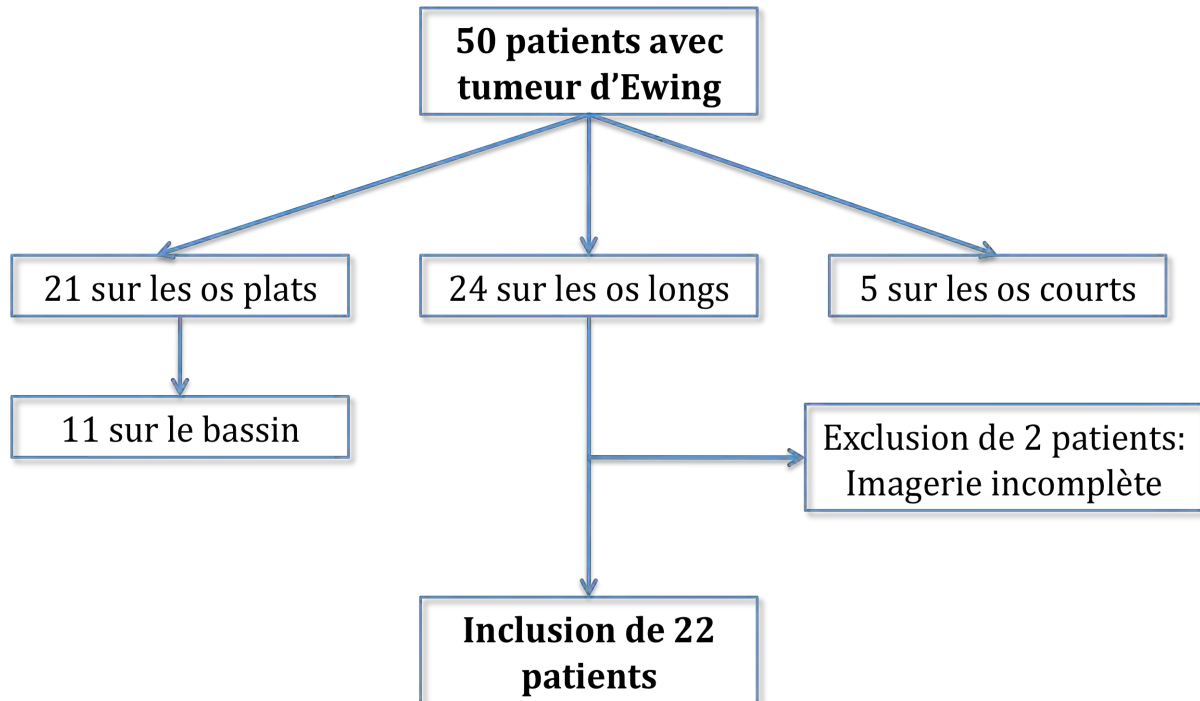 50 patients avec
tumeur d’Ewing
21 sur les os plats
24 sur les os longs
5 sur les os courts
11 sur le bassin
Exclusion de 2 patients:
Imagerie incomplète
Inclusion de 22
patients